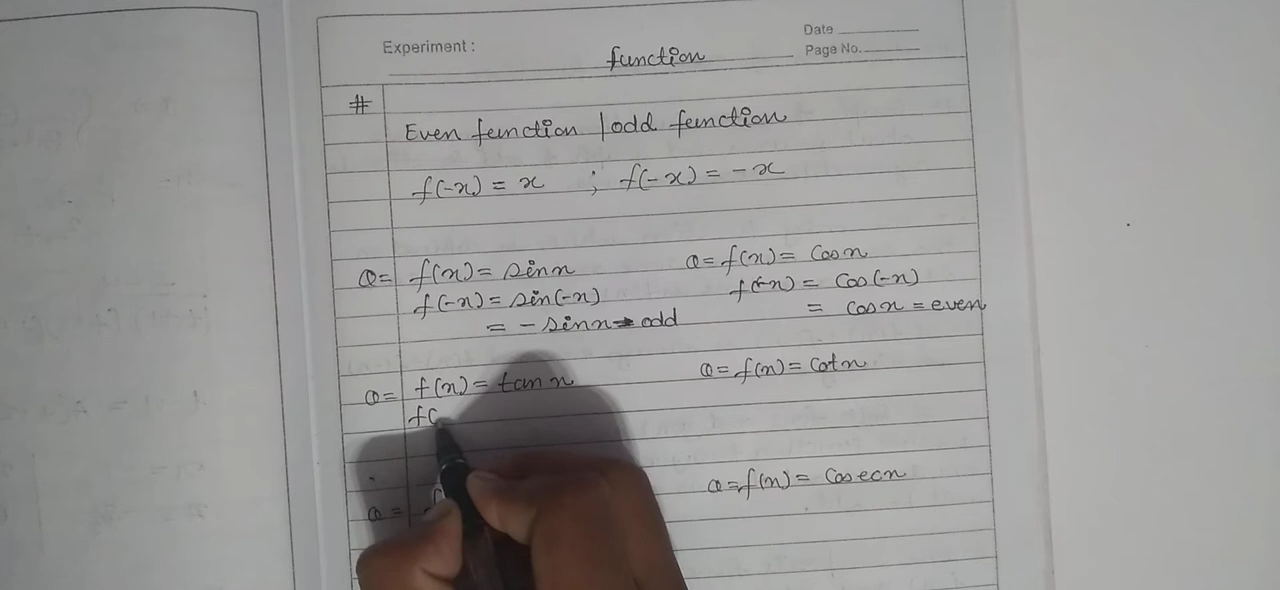 Date
Experiment :
Page No.
function
#
Even function / odd function
f(-x) = x ; f(-x) = -x
Q= f(x) = sinx
Q= f(x) = cosx
f(-x) = sin(-x)
f(-x) = cos(-x)
= -sinx → odd
= cosx = even
Q= f(x) = tanx
Q= f(x) = cotx
f(
Q= f
Q= f(x) = cosecx